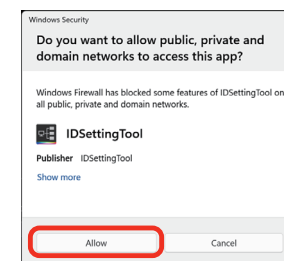 Windows Security
Do you want to allow public, private and
domain networks to access this app?
Windows Firewall has blocked some features of IDSettingTool on
all public, private and domain networks.
IDSettingTool
Publisher IDSettingTool
Show more
Allow Cancel